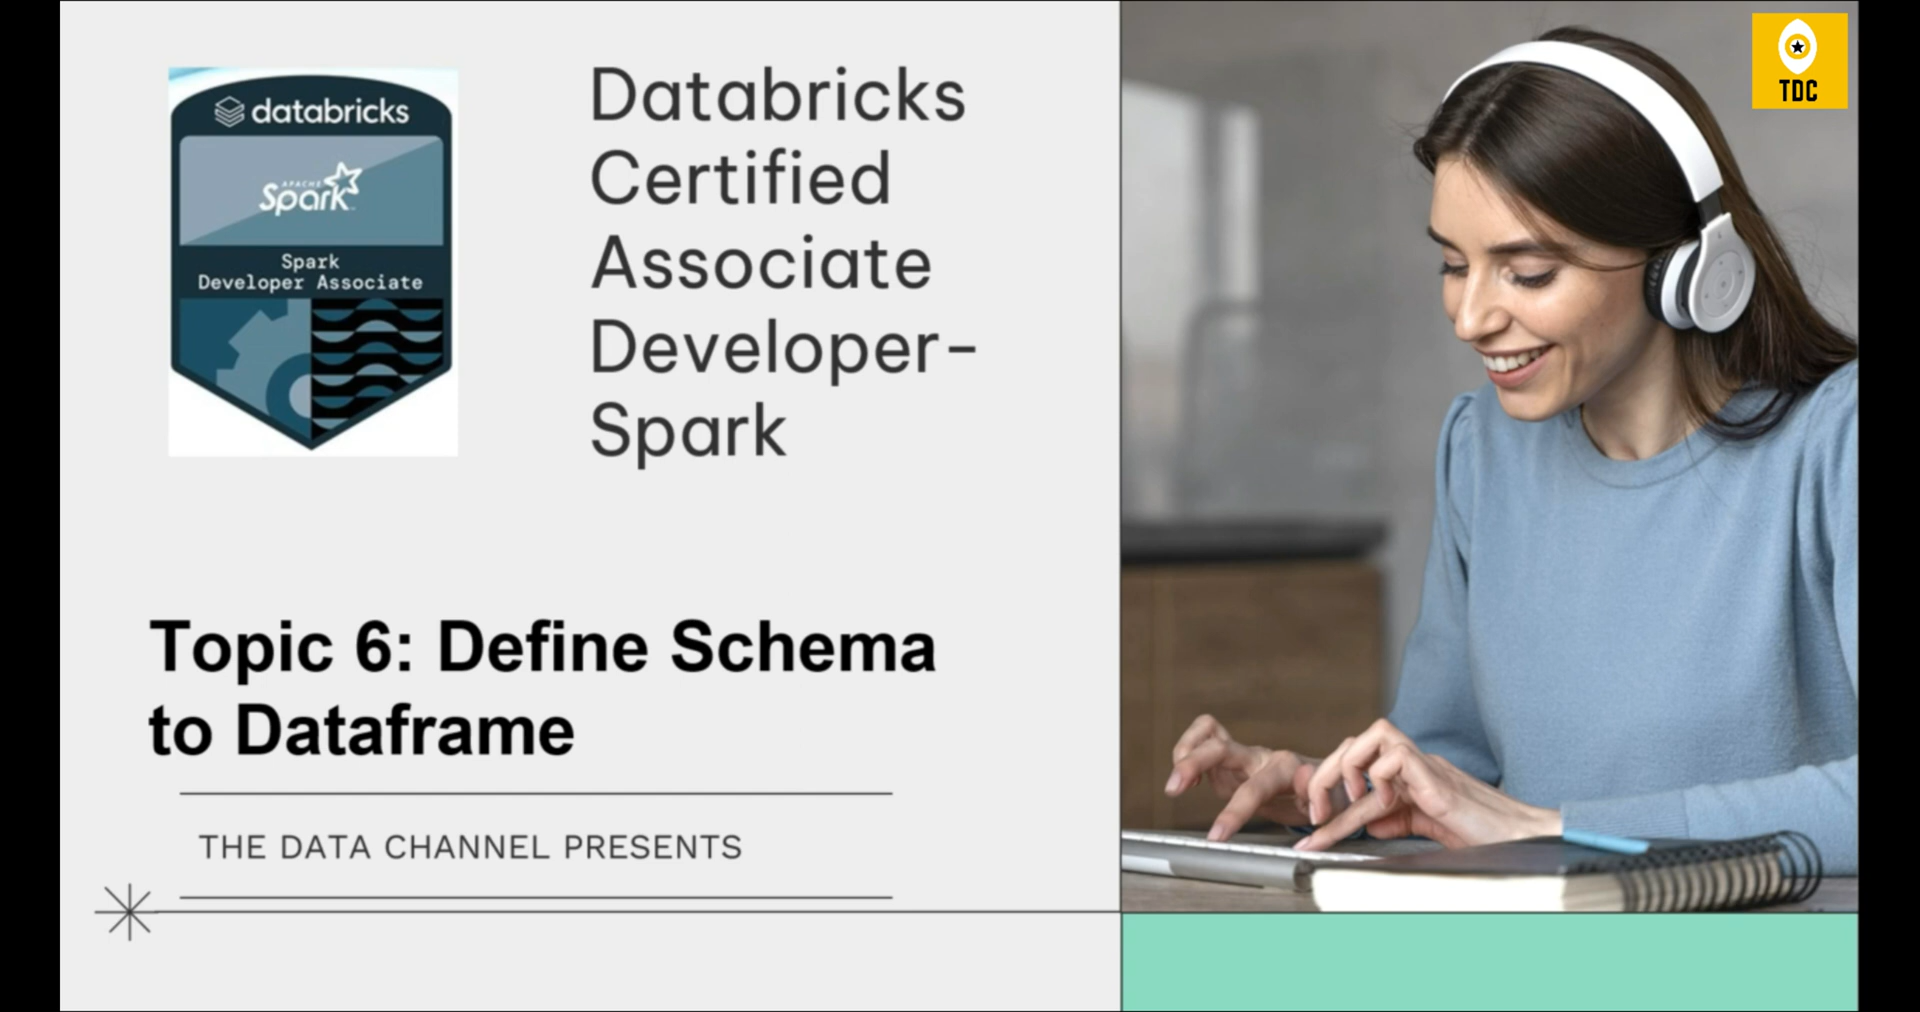 databricks
APACHE
Spark
Spark
Developer Associate
Databricks
Certified
Associate
Developer-
Spark
TDC
Topic 6: Define Schema
to Dataframe
THE DATA CHANNEL PRESENTS